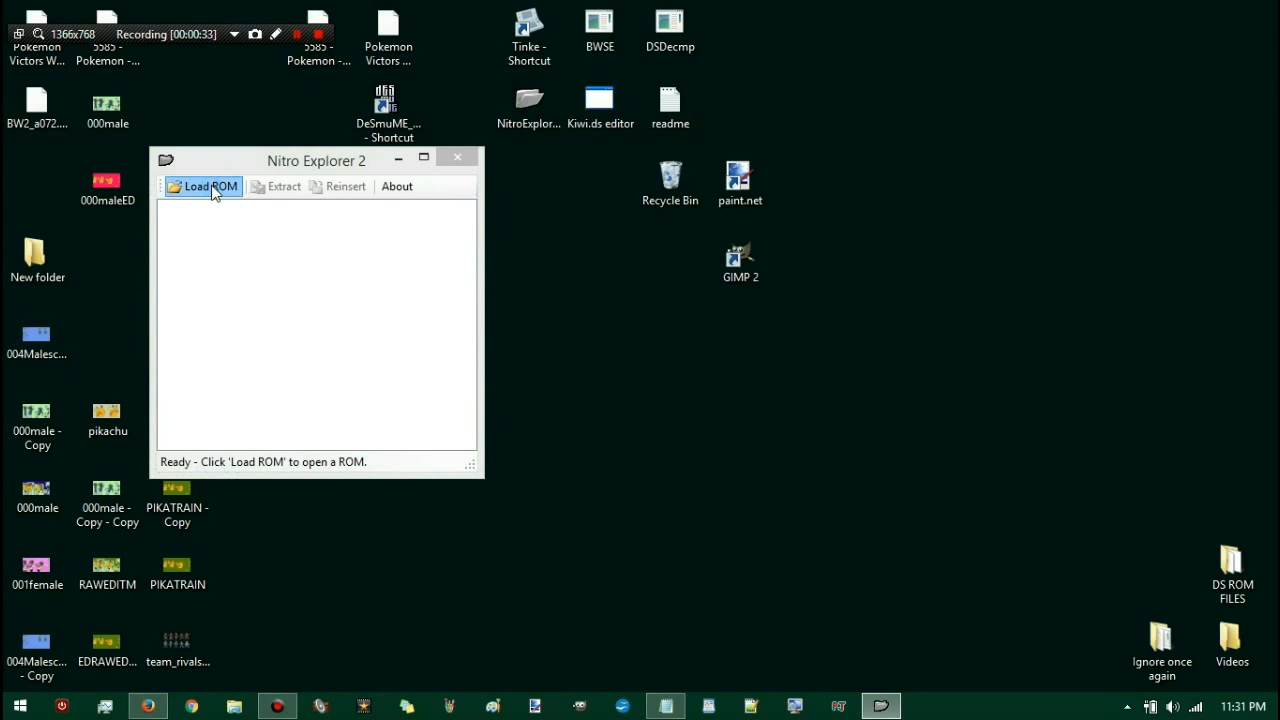 1366x768 Recording [00:00:33]
Pokemon Victors W...
5585 - Pokemon -...
5585 - Pokemon -...
Pokemon Victors ...
Tinke - Shortcut
BWSE
DSDecmp
BW2_a072....
000male
DeSmuME_... - Shortcut
NitroExplor...
Kiwi.ds editor
readme
Nitro Explorer 2
Load ROM Extract Reinsert About
000maleED
Recycle Bin
paint.net
New folder
GIMP 2
004Malesc...
000male - Copy
pikachu
Ready - Click 'Load ROM' to open a ROM.
000male
000male - Copy - Copy
PIKATRAIN - Copy
001female
RAWEDITM
PIKATRAIN
DS ROM FILES
004Malesc... - Copy
EDRAWED...
team_rivals...
Ignore once again
Videos
11:31 PM